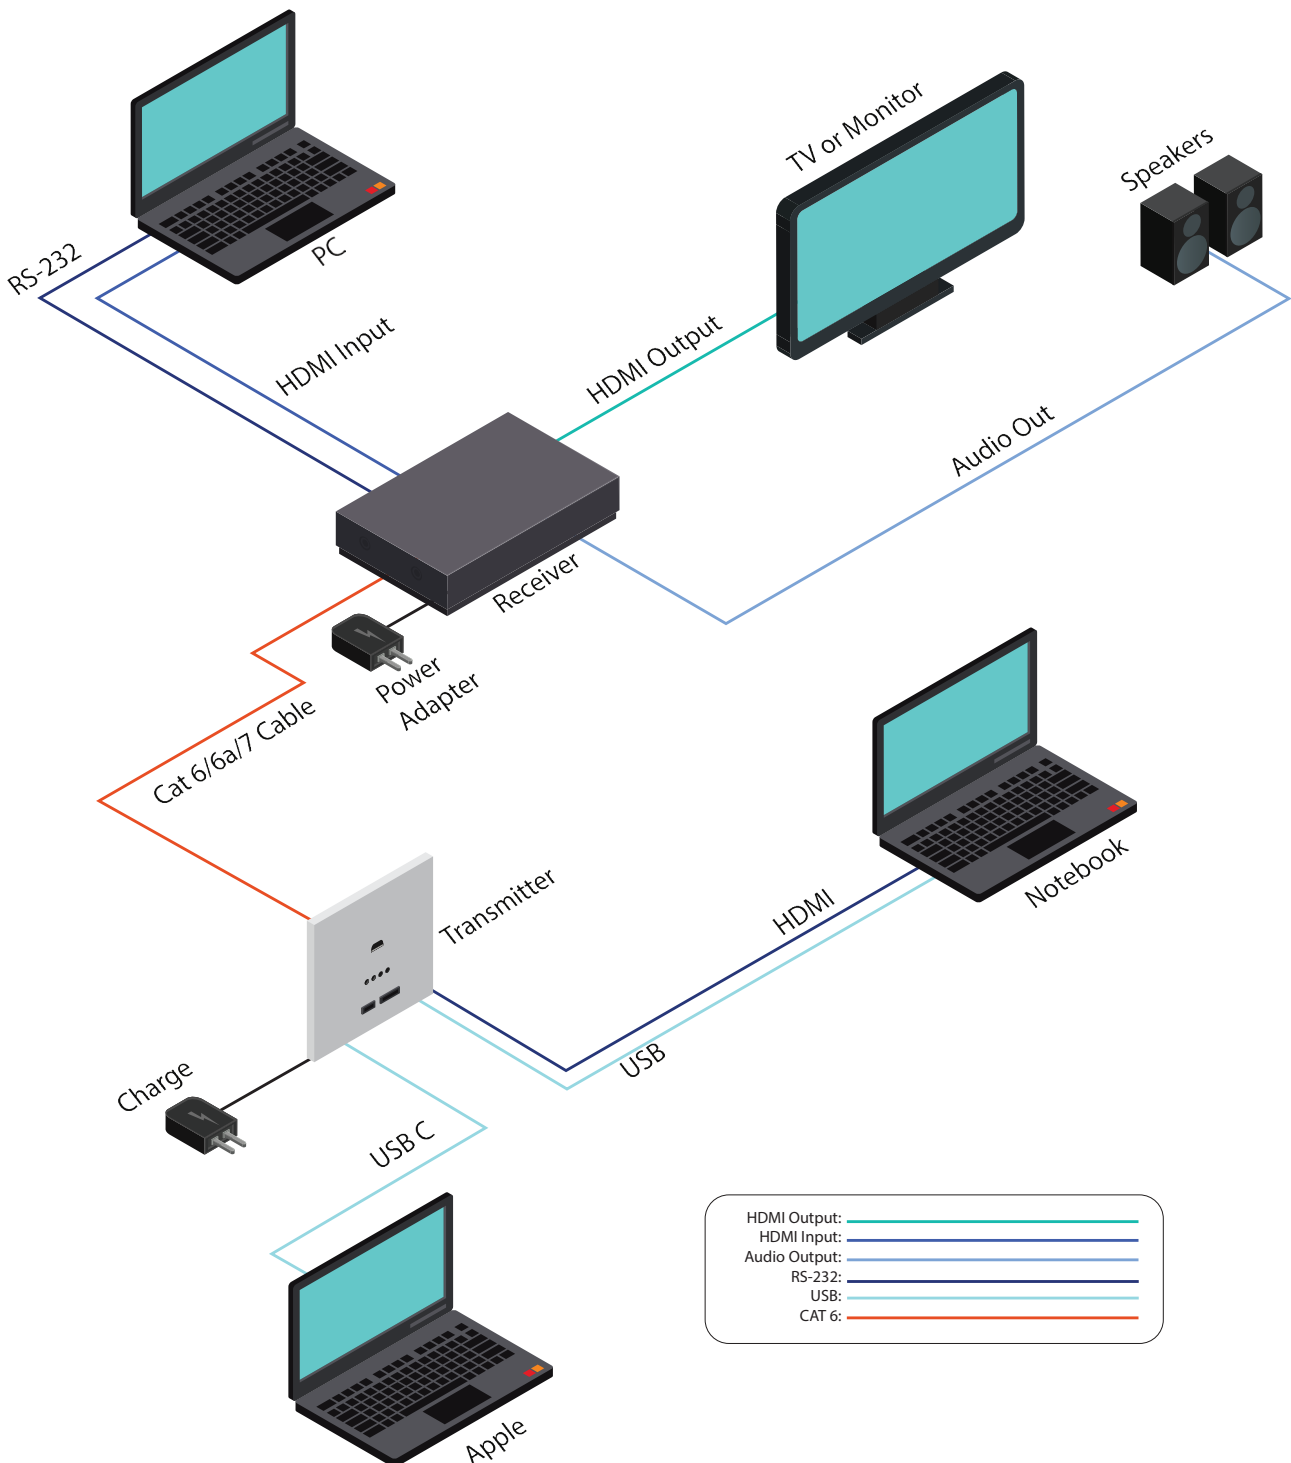 RS-232
PC
HDMI Input
TV or Monitor
Speakers
HDMI Output
Audio Out
Receiver
Power
Adapter
Cat 6/6a/7 Cable
Transmitter
Notebook
HDMI
USB
Charge
USB C
Apple
HDMI Output:
HDMI Input:
Audio Output:
RS-232:
USB:
CAT 6: